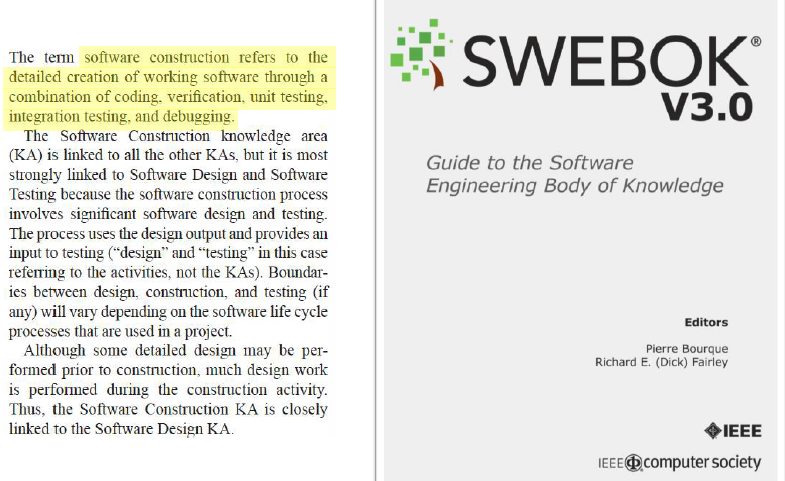 The term software construction refers to the
detailed creation of working software through a
combination of coding, verification, unit testing,
integration testing, and debugging.
The Software Construction knowledge area
(KA) is linked to all the other KAs, but it is most
strongly linked to Software Design and Software
Testing because the software construction process
involves significant software design and testing.
The process uses the design output and provides an
input to testing (“design” and “testing” in this case
referring to the activities, not the KAs). Boundar-
ies between design, construction, and testing (if
any) will vary depending on the software life cycle
processes that are used in a project.
Although some detailed design may be per-
formed prior to construction, much design work
is performed during the construction activity.
Thus, the Software Construction KA is closely
linked to the Software Design KA.
SWEBOK®
V3.0
Guide to the Software
Engineering Body of Knowledge
Editors
Pierre Bourque
Richard E. (Dick) Fairley
IEEE
IEEE computer society